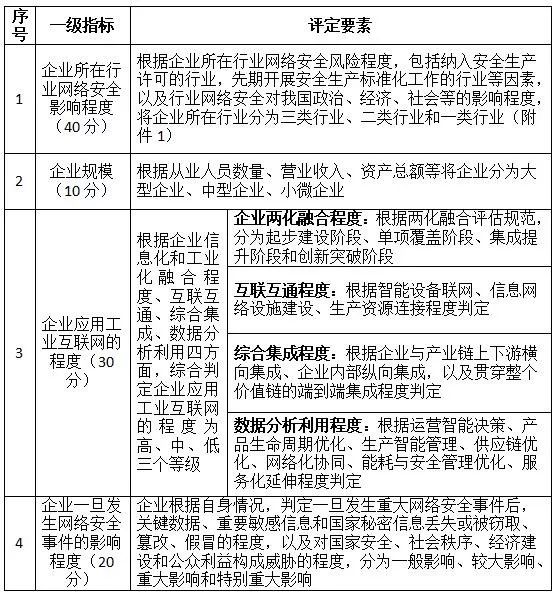 序号
一级指标
评定要素
1
企业所在行
业网络安全
影响程度
（40 分）
根据企业所在行业网络安全风险程度，包括纳入安全生产
许可的行业，先期开展安全生产标准化工作的行业等因素，
以及行业网络安全对我国政治、经济、社会等的影响程度，
将企业所在行业分为三类行业、二类行业和一类行业（附
件 1）
2
企业规模
（10 分）
根据从业人员数量、营业收入、资产总额等将企业分为大
型企业、中型企业、小微企业
3
企业应用工
业互联网的
程度（30
分）
根据企业信
息化和工业
化融合程
度、互联互
通、综合集
成、数据分
析利用四方
面，综合判
定企业应用
工业互联网
的程度为
高、中、低
三个等级
企业两化融合程度：根据两化融合评估规范，
分为起步建设阶段、单项覆盖阶段、集成提
升阶段和创新突破阶段
互联互通程度：根据智能设备联网、信息网
络设施建设、生产资源连接程度判定
综合集成程度：根据企业与产业链上下游横
向集成、企业内部纵向集成，以及贯穿整个
价值链的端到端集成程度判定
数据分析利用程度：根据运营智能决策、产
品生命周期优化、生产智能管理、供应链优
化、网络化协同、能耗与安全管理优化、服
务化延伸程度判定
4
企业一旦发
生网络安全
事件的影响
程度（20
分）
企业根据自身情况，判定一旦发生重大网络安全事件后，
关键数据、重要敏感信息和国家秘密信息丢失或被窃取、
篡改、假冒的程度，以及对国家安全、社会秩序、经济建
设和公众利益构成威胁的程度，分为一般影响、较大影响、
重大影响和特别重大影响